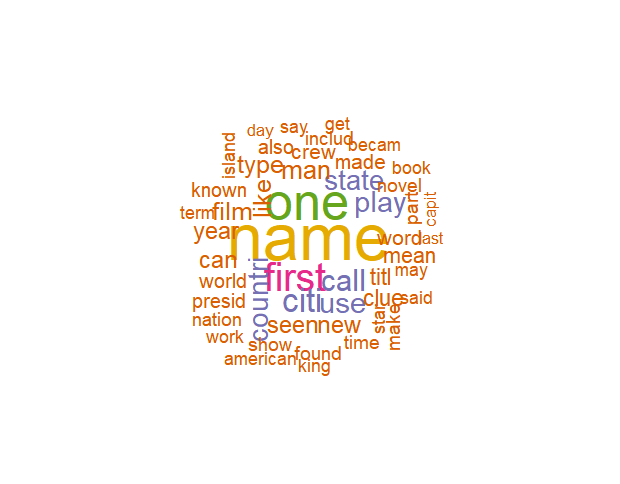 get
day
say
includ
becam
also
crew
island
type
man
made
book
known
like
state
novel
one
play
part
capit
term
film
year
name
word
last
can
mean
world
countri
first
call
titl
may
presid
citi
use
clue
said
nation
seen
new
star
make
work
show
found
time
american
king